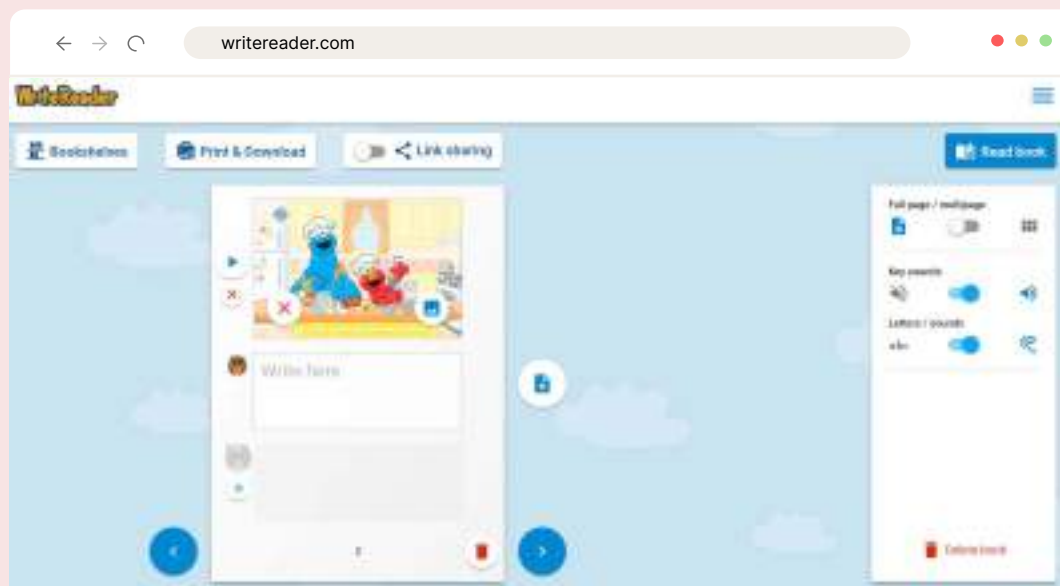 writereader.com
WriteReader
Bookshelves
Print & Download
Link sharing
Read book
Full page / multipage
Key sounds
Letters / sounds
abc
Write here
Delete book